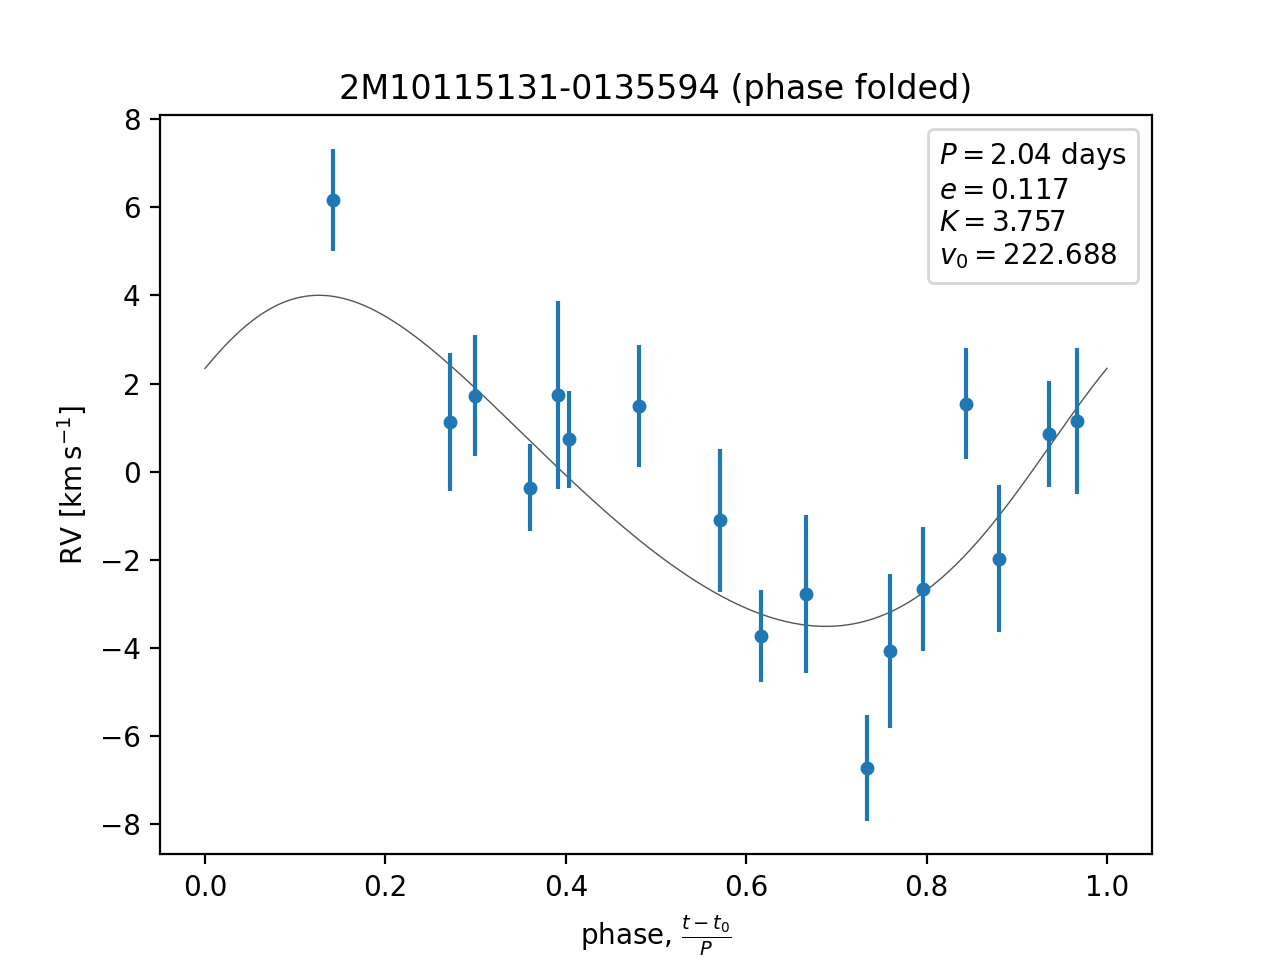 2M10115131-0135594 (phase folded)
P = 2.04 days
e = 0.117
K = 3.757
v₀ = 222.688
RV [km s⁻¹]
8
6
4
2
0
−2
−4
−6
−8
0.0 0.2 0.4 0.6 0.8 1.0
phase, (t − t₀)/P